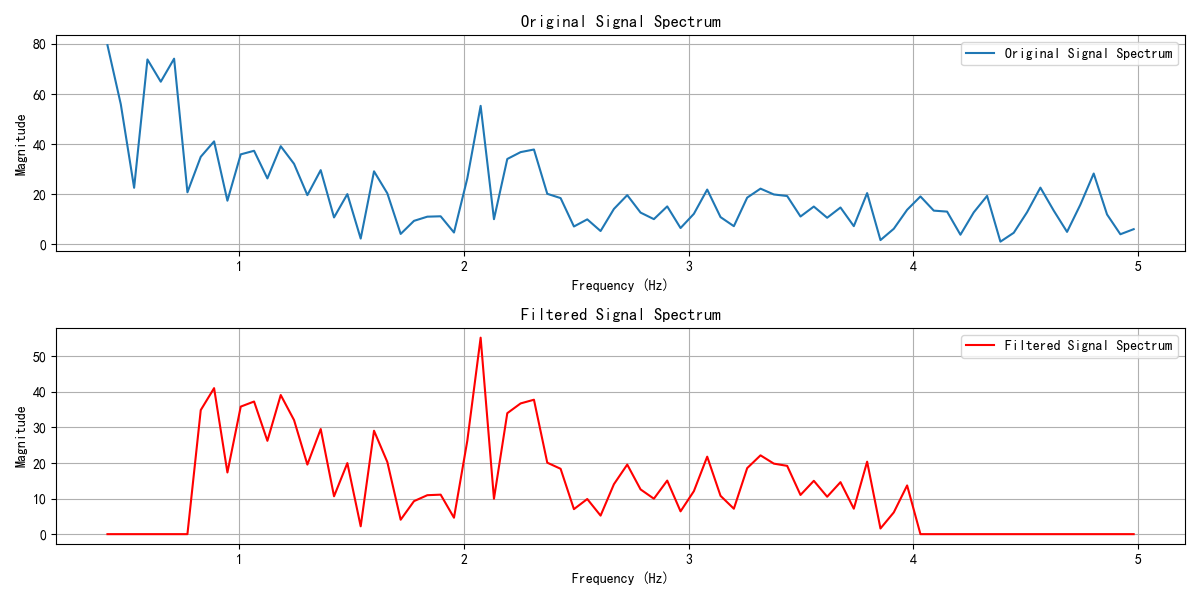 Original Signal Spectrum
80
60
40
20
0
Magnitude
Original Signal Spectrum
1
2
3
4
5
Frequency (Hz)
Filtered Signal Spectrum
50
40
30
20
10
0
Magnitude
Filtered Signal Spectrum
1
2
3
4
5
Frequency (Hz)